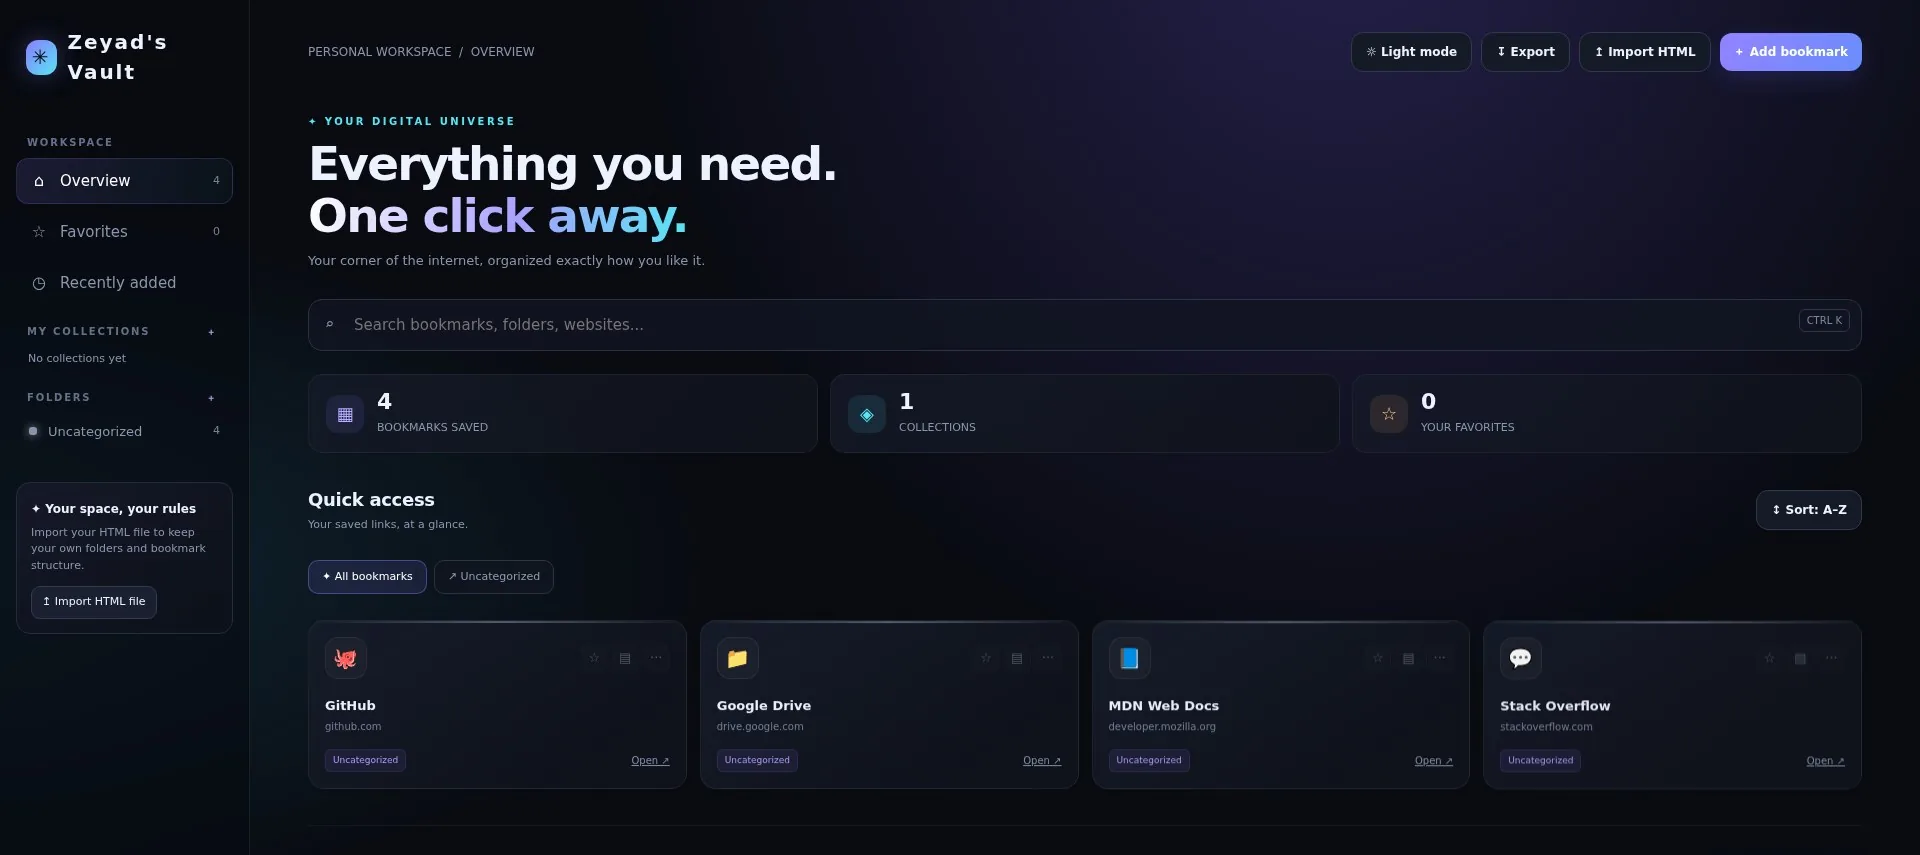 Zeyad's
Vault
WORKSPACE
Overview 4
Favorites 0
Recently added
MY COLLECTIONS +
No collections yet
FOLDERS +
Uncategorized 4
✦ Your space, your rules
Import your HTML file to keep
your own folders and bookmark
structure.
↥ Import HTML file
PERSONAL WORKSPACE / OVERVIEW
☼ Light mode
↧ Export
↥ Import HTML
+ Add bookmark
✦ YOUR DIGITAL UNIVERSE
Everything you need.
One click away.
Your corner of the internet, organized exactly how you like it.
Search bookmarks, folders, websites...
CTRL K
4
BOOKMARKS SAVED
1
COLLECTIONS
0
YOUR FAVORITES
Quick access
Your saved links, at a glance.
↕ Sort: A–Z
✦ All bookmarks
↗ Uncategorized
GitHub
github.com
Uncategorized
Open ↗
Google Drive
drive.google.com
Uncategorized
Open ↗
MDN Web Docs
developer.mozilla.org
Uncategorized
Open ↗
Stack Overflow
stackoverflow.com
Uncategorized
Open ↗